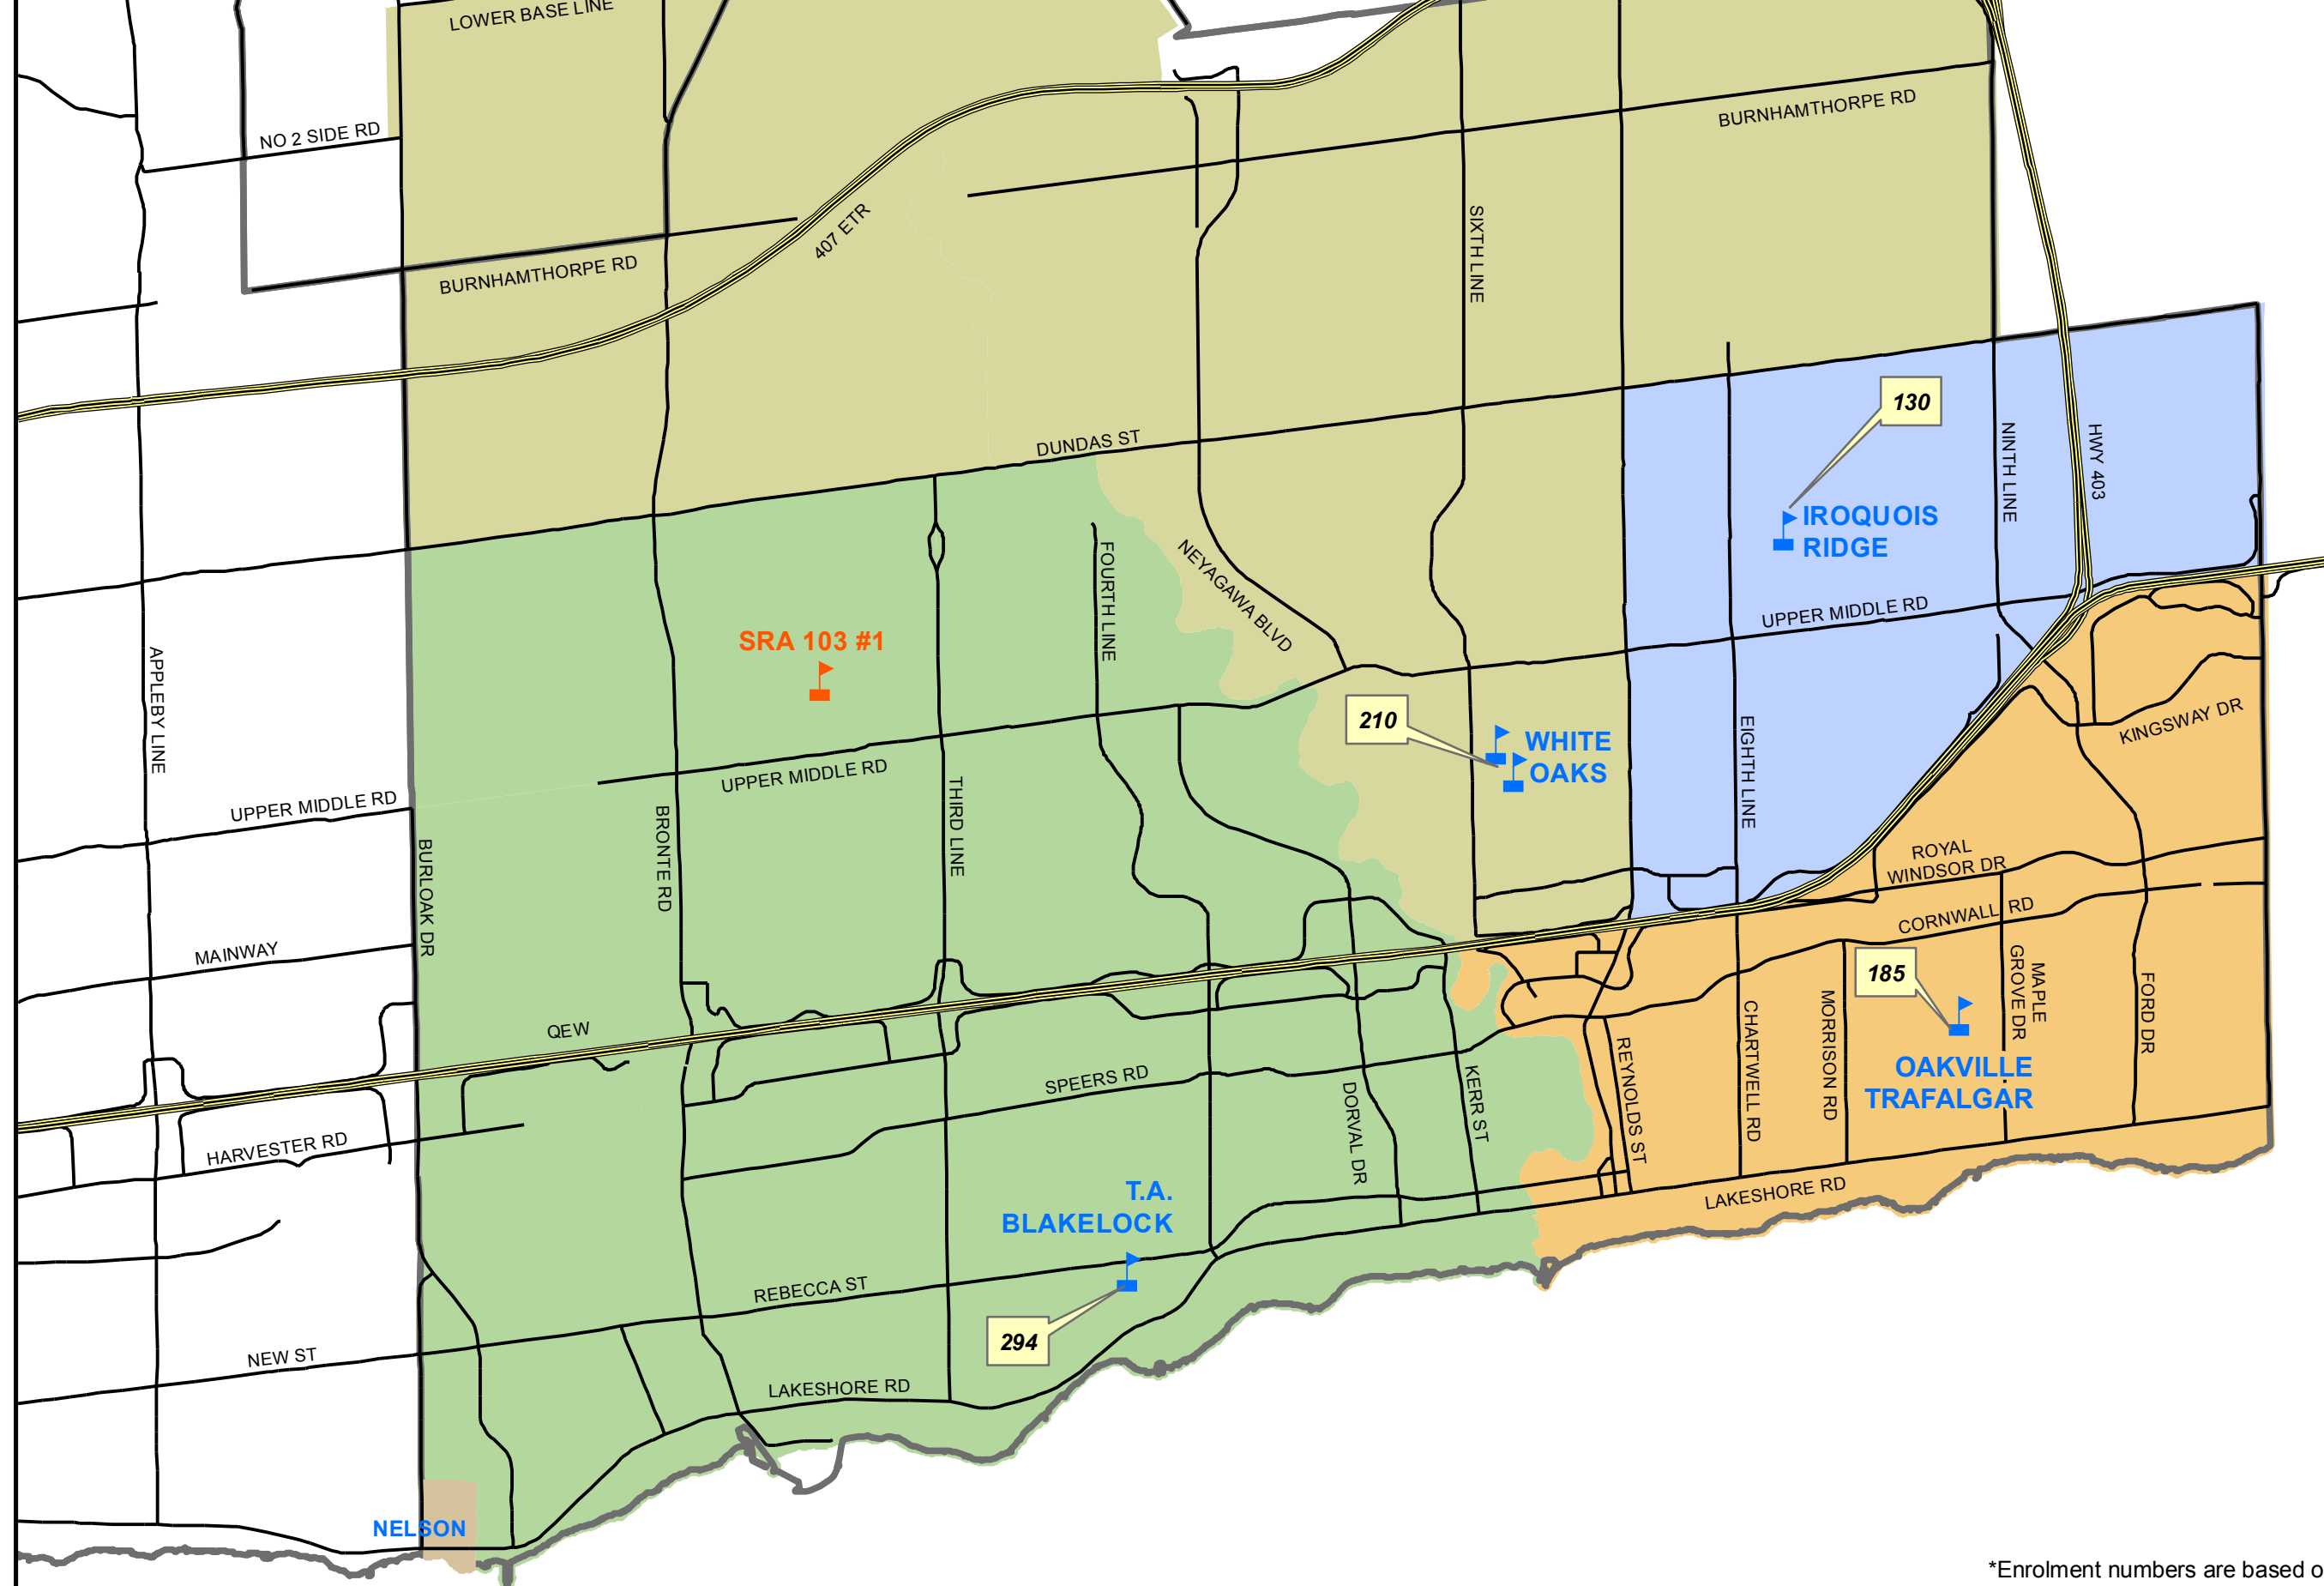 LOWER BASE LINE
NO 2 SIDE RD
BURNHAMTHORPE RD
BURNHAMTHORPE RD
407 ETR
SIXTH LINE
DUNDAS ST
130
NINTH LINE
HWY 403
IROQUOIS
RIDGE
FOURTH LINE
NEYAGAWA BLVD
UPPER MIDDLE RD
SRA 103 #1
APPLEBY LINE
210
WHITE
OAKS
EIGHTH LINE
KINGSWAY DR
UPPER MIDDLE RD
UPPER MIDDLE RD
BURLOAK DR
BRONTE RD
THIRD LINE
ROYAL
WINDSOR DR
CORNWALL RD
MAINWAY
185
MAPLE
GROVE DR
FORD DR
MORRISON RD
CHARTWELL RD
QEW
REYNOLDS ST
OAKVILLE
TRAFALGAR
SPEERS RD
KERR ST
DORVAL DR
HARVESTER RD
T.A.
BLAKELOCK
LAKESHORE RD
REBECCA ST
294
NEW ST
LAKESHORE RD
NELSON
*Enrolment numbers are based o